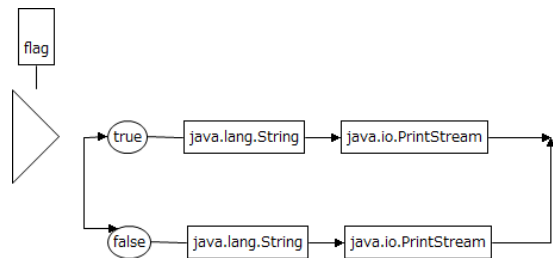 flag
true
java.lang.String
java.io.PrintStream
false
java.lang.String
java.io.PrintStream